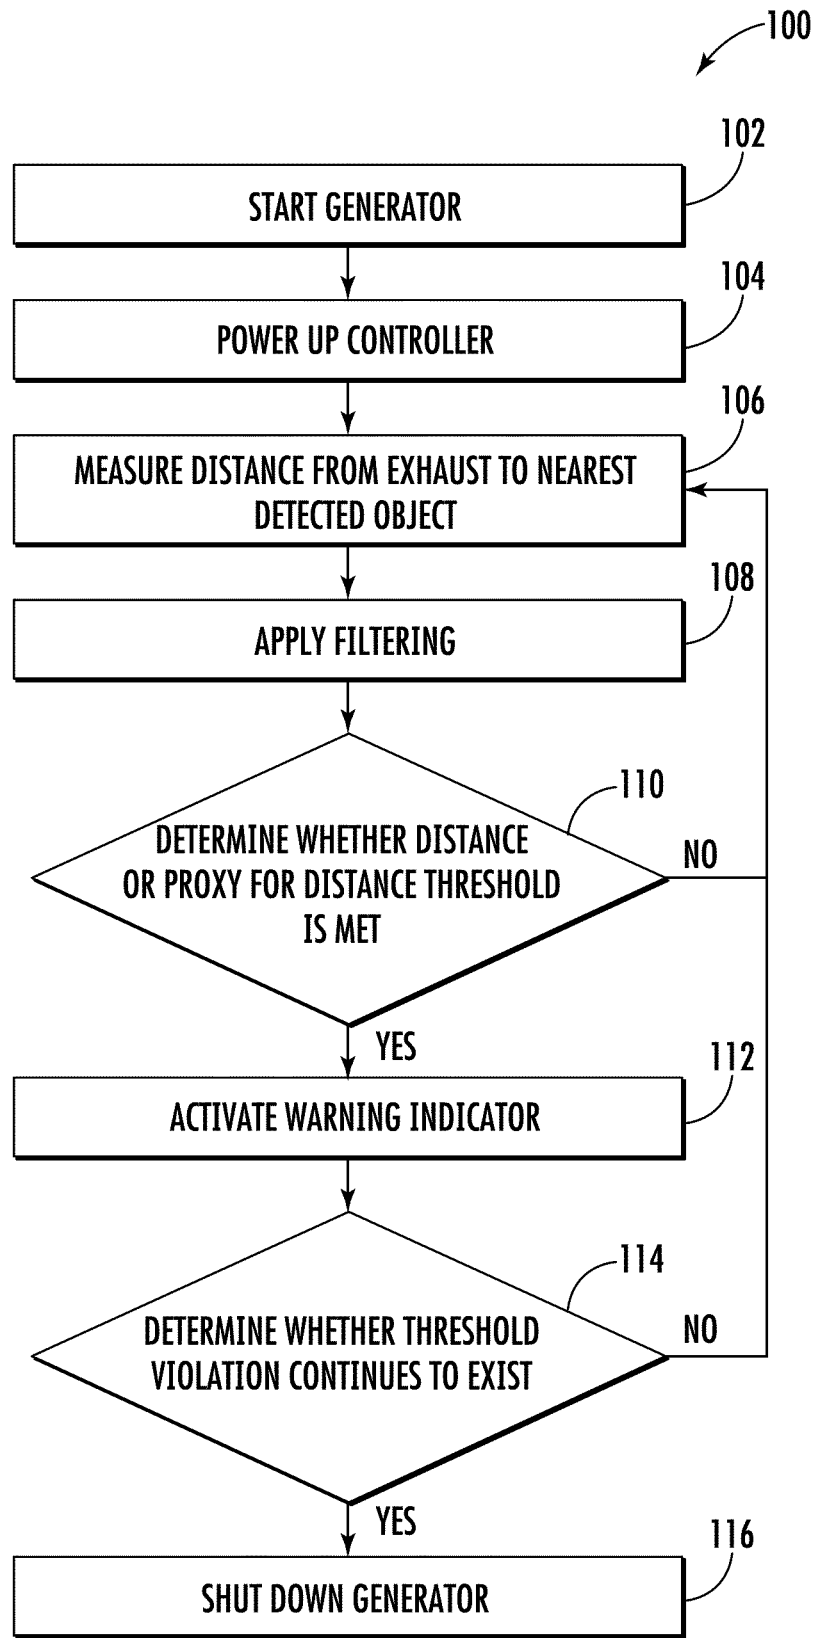 100
102
START GENERATOR
104
POWER UP CONTROLLER
106
MEASURE DISTANCE FROM EXHAUST TO NEAREST
DETECTED OBJECT
108
APPLY FILTERING
110
DETERMINE WHETHER DISTANCE
OR PROXY FOR DISTANCE THRESHOLD
IS MET
NO
YES
112
ACTIVATE WARNING INDICATOR
114
DETERMINE WHETHER THRESHOLD
VIOLATION CONTINUES TO EXIST
NO
YES
116
SHUT DOWN GENERATOR